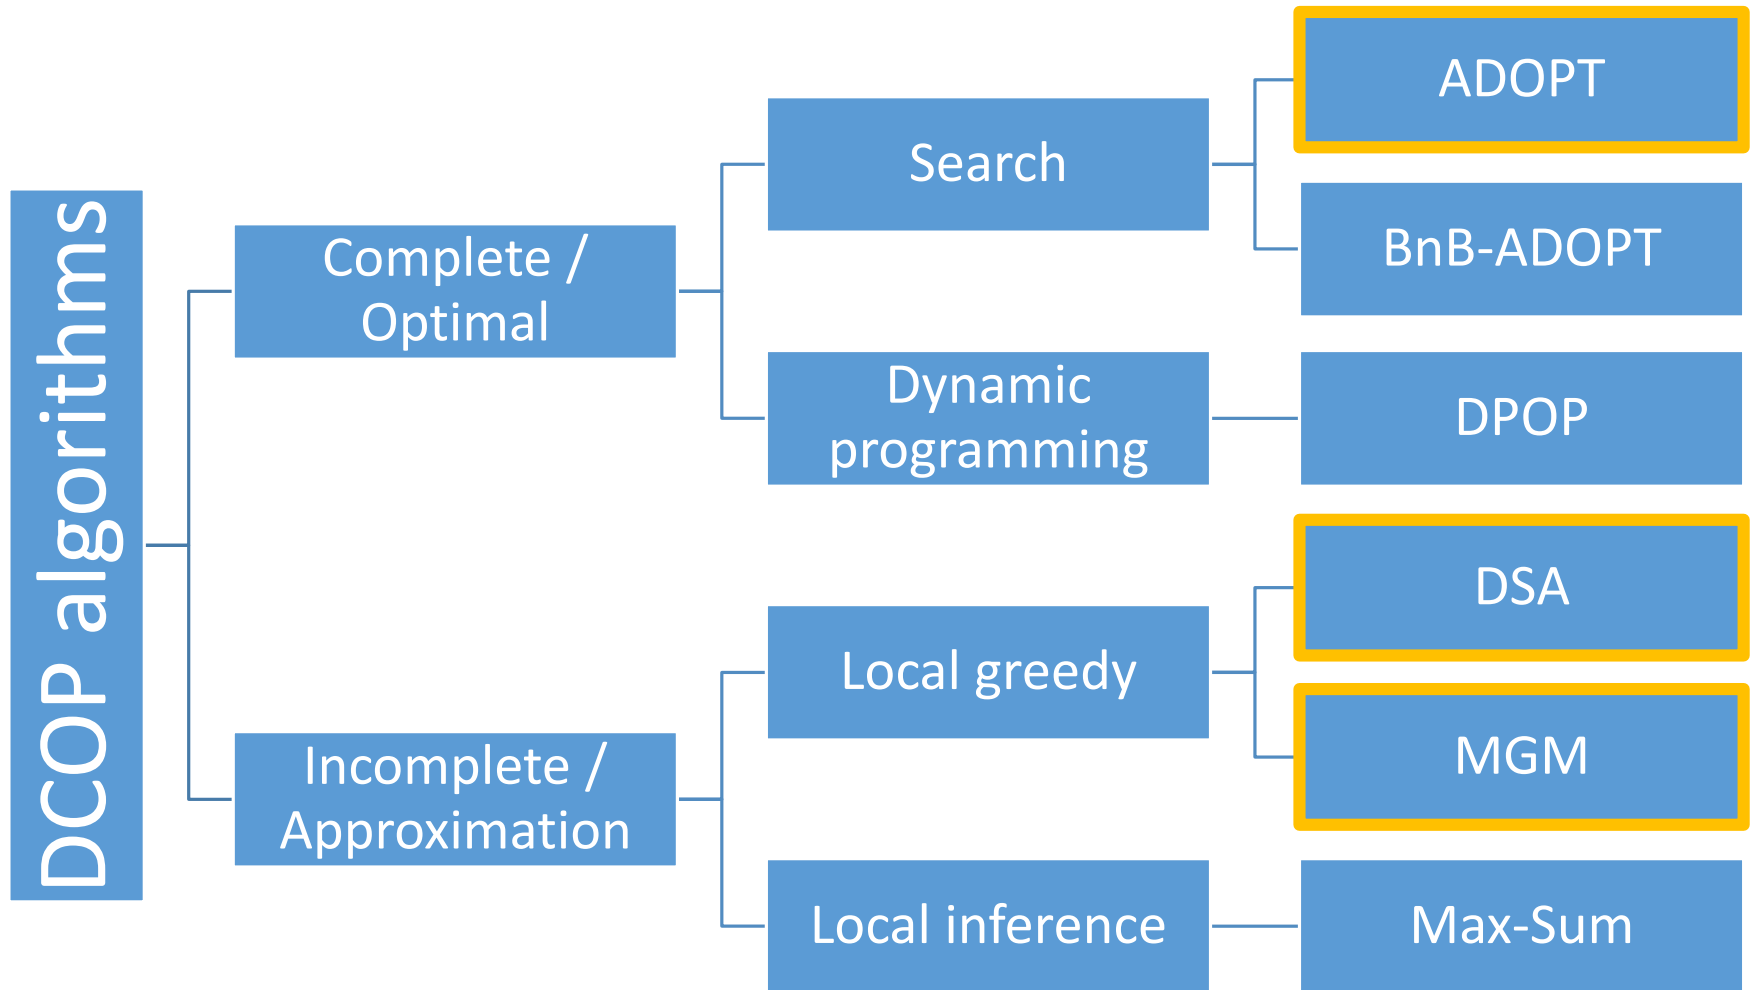 DCOP algorithms
Complete /
Optimal
Search
ADOPT
BnB-ADOPT
Dynamic
programming
DPOP
Incomplete /
Approximation
Local greedy
DSA
MGM
Local inference
Max-Sum